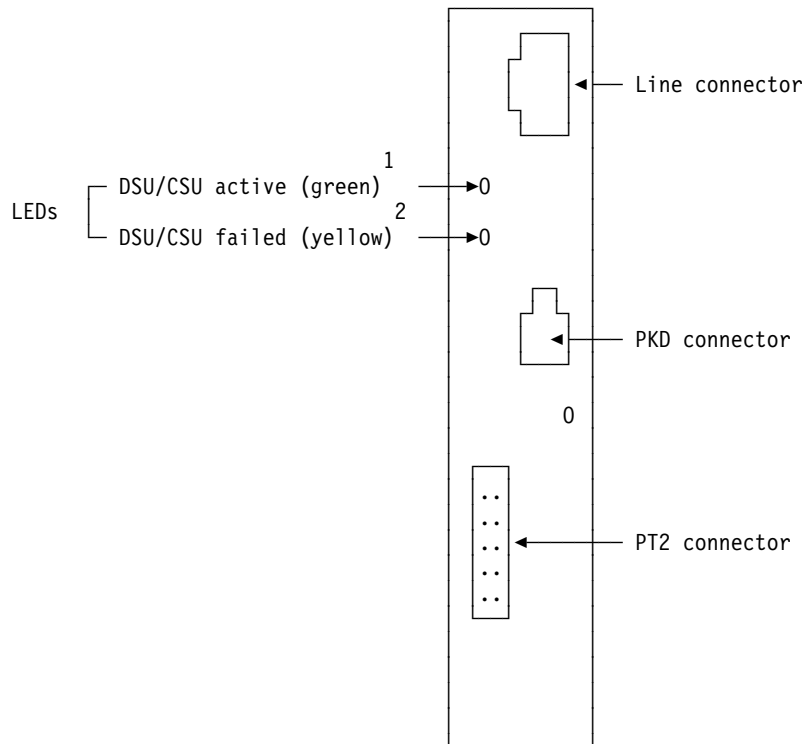 Line connector
1
DSU/CSU active (green)
0
LEDs
2
DSU/CSU failed (yellow)
0
PKD connector
0
PT2 connector